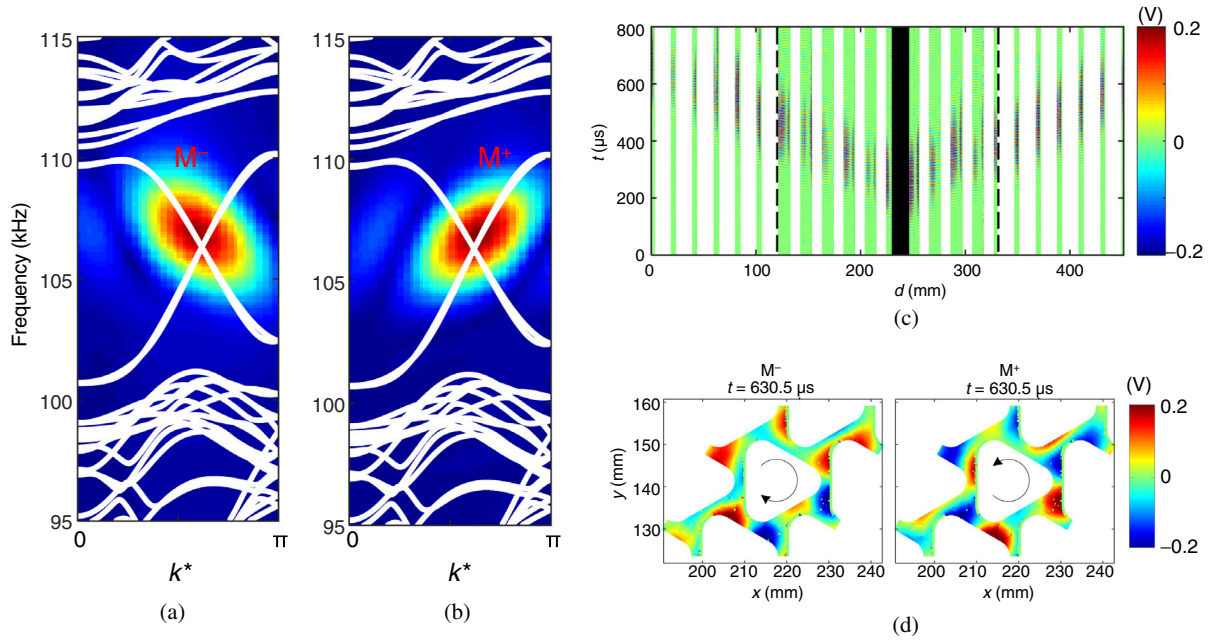 115
M⁻
110
Frequency (kHz)
105
100
95
0
π
k*
(a)
115
M⁺
110
105
100
95
0
π
k*
(b)
(V)
800
600
t (µs)
400
200
0
0
100
200
300
400
d (mm)
0.2
0
–0.2
(c)
M⁻
t = 630.5 µs
160
150
y (mm)
140
130
200 210 220 230 240
x (mm)
M⁺
t = 630.5 µs
200 210 220 230 240
x (mm)
(V)
0.2
0
–0.2
(d)